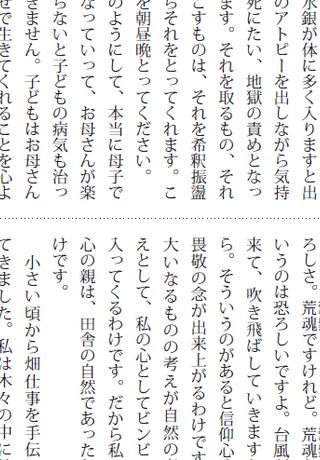 水銀が体に多く入りますと出
のアトピーを出しながら気持
死にたい、地獄の責めとなっ
ます。それを取るもの、それ
こすものは、それを希釈振盪
らそれをとってくれます。こ
を朝昼晩とってください。
のようにして、本当に母子で
なっていって、お母さんが楽
らないと子どもの病気も治っ
きません。子どもはお母さん
せで生きてくれることを心よ
ろしさ。荒魂ですけれど。荒魂
いうのは恐ろしいですよ。台風
来て、吹き飛ばしていきます
ら。そういうのがあると信仰心
畏敬の念が出来上がるわけです
大いなるものの考えが自然の
えとして、私の心としてビンビ
入ってくるわけです。だから私
心の親は、田舎の自然であった
けです。
小さい頃から畑仕事を手伝
てきました。私は木々の中に